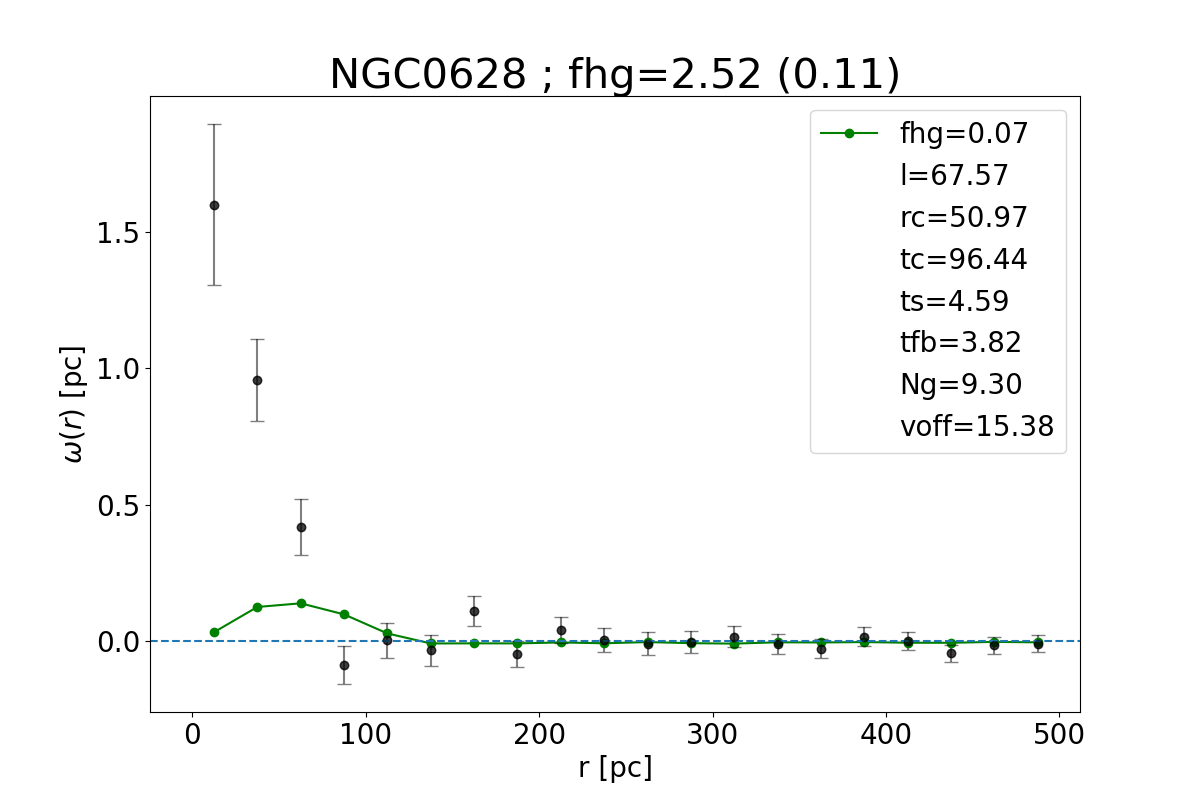 NGC0628 ; fhg=2.52 (0.11)
fhg=0.07
l=67.57
rc=50.97
tc=96.44
ts=4.59
tfb=3.82
Ng=9.30
voff=15.38
ω(r) [pc]
1.5
1.0
0.5
0.0
0 100 200 300 400 500
r [pc]